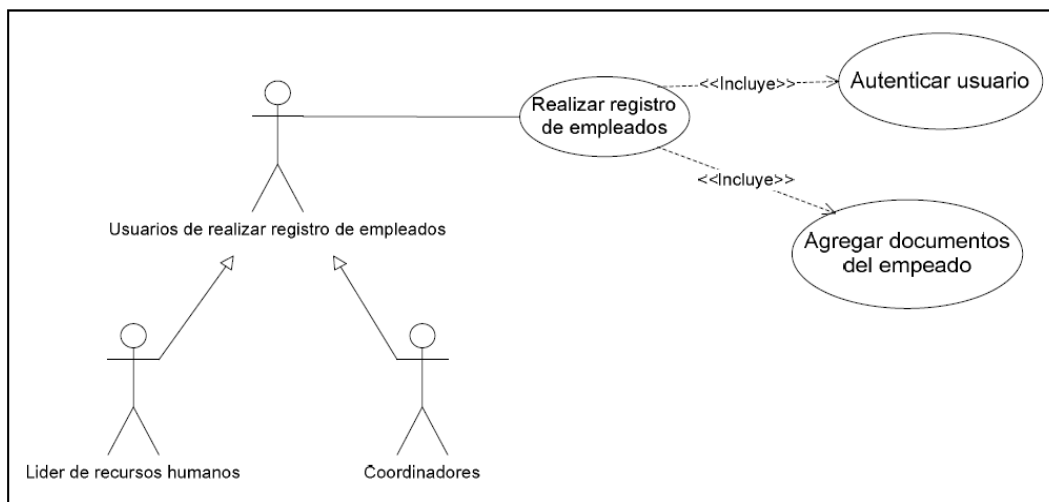 <<Incluye>>
Autenticar usuario
Realizar registro
de empleados
<<Incluye>>
Usuarios de realizar registro de empleados
Agregar documentos
del empeado
Lider de recursos humanos
Coordinadores